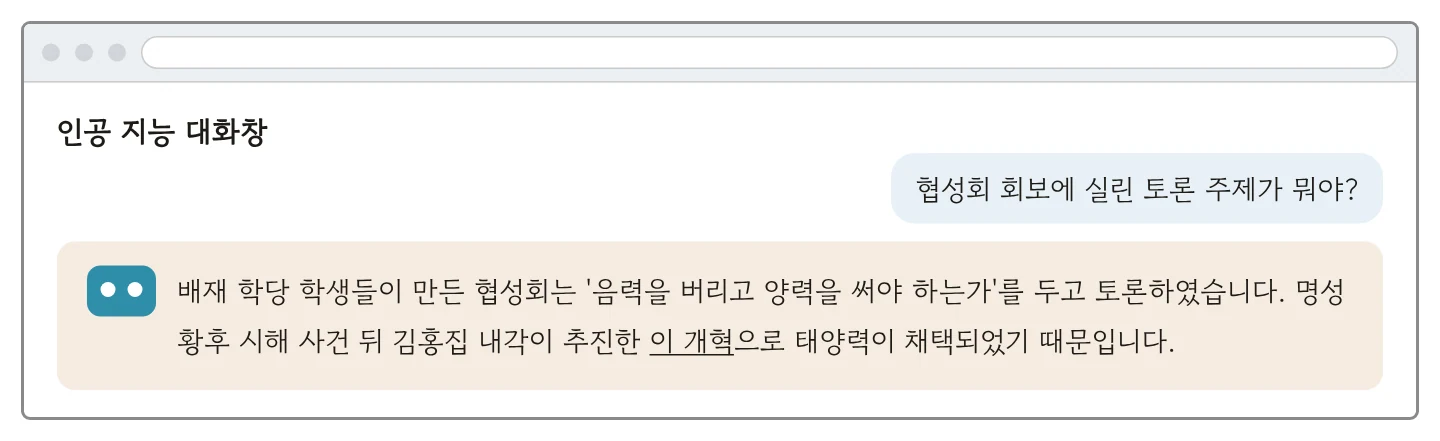 인공 지능 대화창
협성회 회보에 실린 토론 주제가 뭐야?
배재 학당 학생들이 만든 협성회는 '음력을 버리고 양력을 써야 하는가'를 두고 토론하였습니다. 명성
황후 시해 사건 뒤 김홍집 내각이 추진한 이 개혁으로 태양력이 채택되었기 때문입니다.